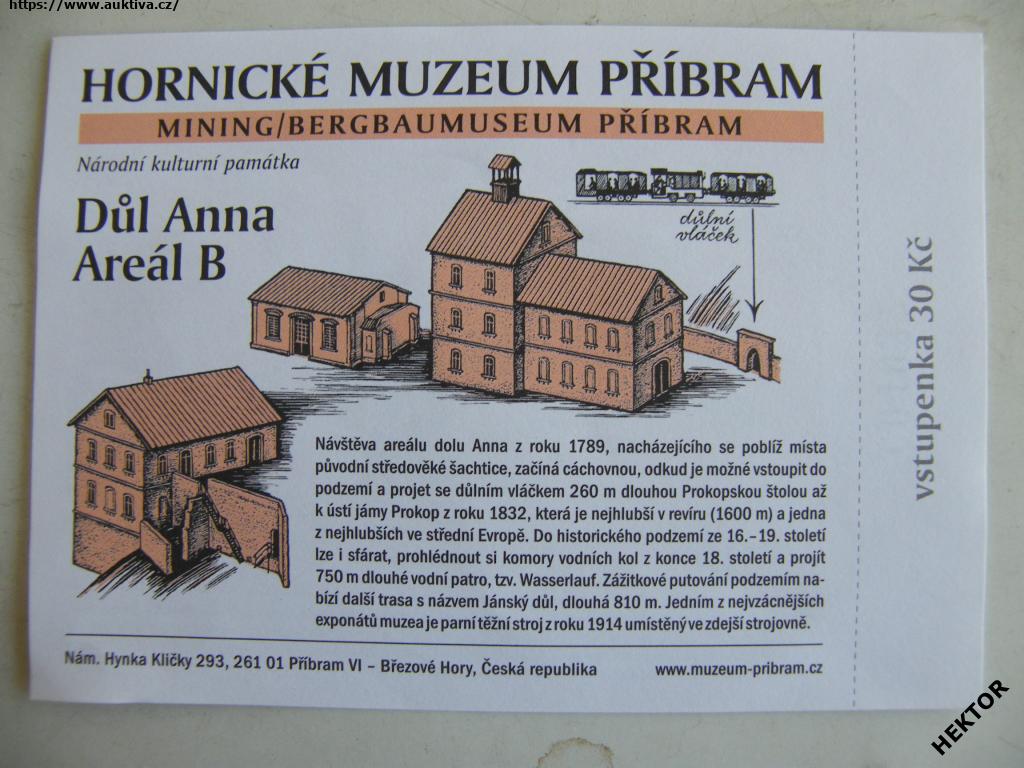 https://www.auktiva.cz/
HORNICKÉ MUZEUM PŘÍBRAM
MINING/BERGBAUMUSEUM PŘÍBRAM
Národní kulturní památka
Důl Anna
Areál B
důlní
vláček
Návštěva areálu dolu Anna z roku 1789, nacházejícího se poblíž místa
původní středověké šachtice, začíná cáchovnou, odkud je možné vstoupit do
podzemí a projet se důlním vláčkem 260 m dlouhou Prokopskou štolou až
k ústí jámy Prokop z roku 1832, která je nejhlubší v revíru (1600 m) a jedna
z nejhlubších ve střední Evropě. Do historického podzemí ze 16.–19. století
lze i sfárat, prohlédnout si komory vodních kol z konce 18. století a projít
750 m dlouhé vodní patro, tzv. Wasserlauf. Zážitkové putování podzemím na-
bízí další trasa s názvem Jánský důl, dlouhá 810 m. Jedním z nejvzácnějších
exponátů muzea je parní těžní stroj z roku 1914 umístěný ve zdejší strojovně.
Nám. Hynka Kličky 293, 261 01 Příbram VI – Březové Hory, Česká republika
www.muzeum-pribram.cz
vstupenka 30 Kč
HEKTOR